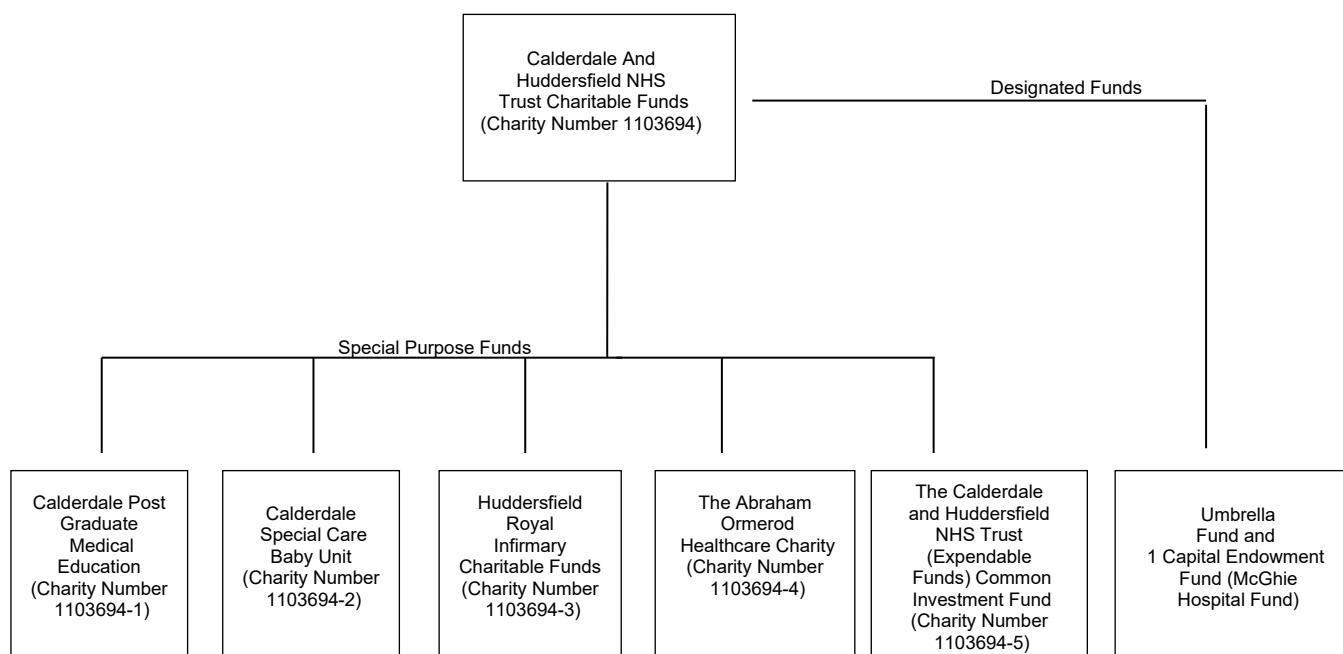 Calderdale And
Huddersfield NHS
Trust Charitable Funds
(Charity Number 1103694)
Designated Funds
Special Purpose Funds
Calderdale Post
Graduate
Medical
Education
(Charity Number
1103694-1)
Calderdale
Special Care
Baby Unit
(Charity Number
1103694-2)
Huddersfield
Royal
Infirmary
Charitable Funds
(Charity Number
1103694-3)
The Abraham
Ormerod
Healthcare Charity
(Charity Number
1103694-4)
The Calderdale
and Huddersfield
NHS Trust
(Expendable
Funds) Common
Investment Fund
(Charity Number
1103694-5)
Umbrella
Fund and
1 Capital Endowment
Fund (McGhie
Hospital Fund)